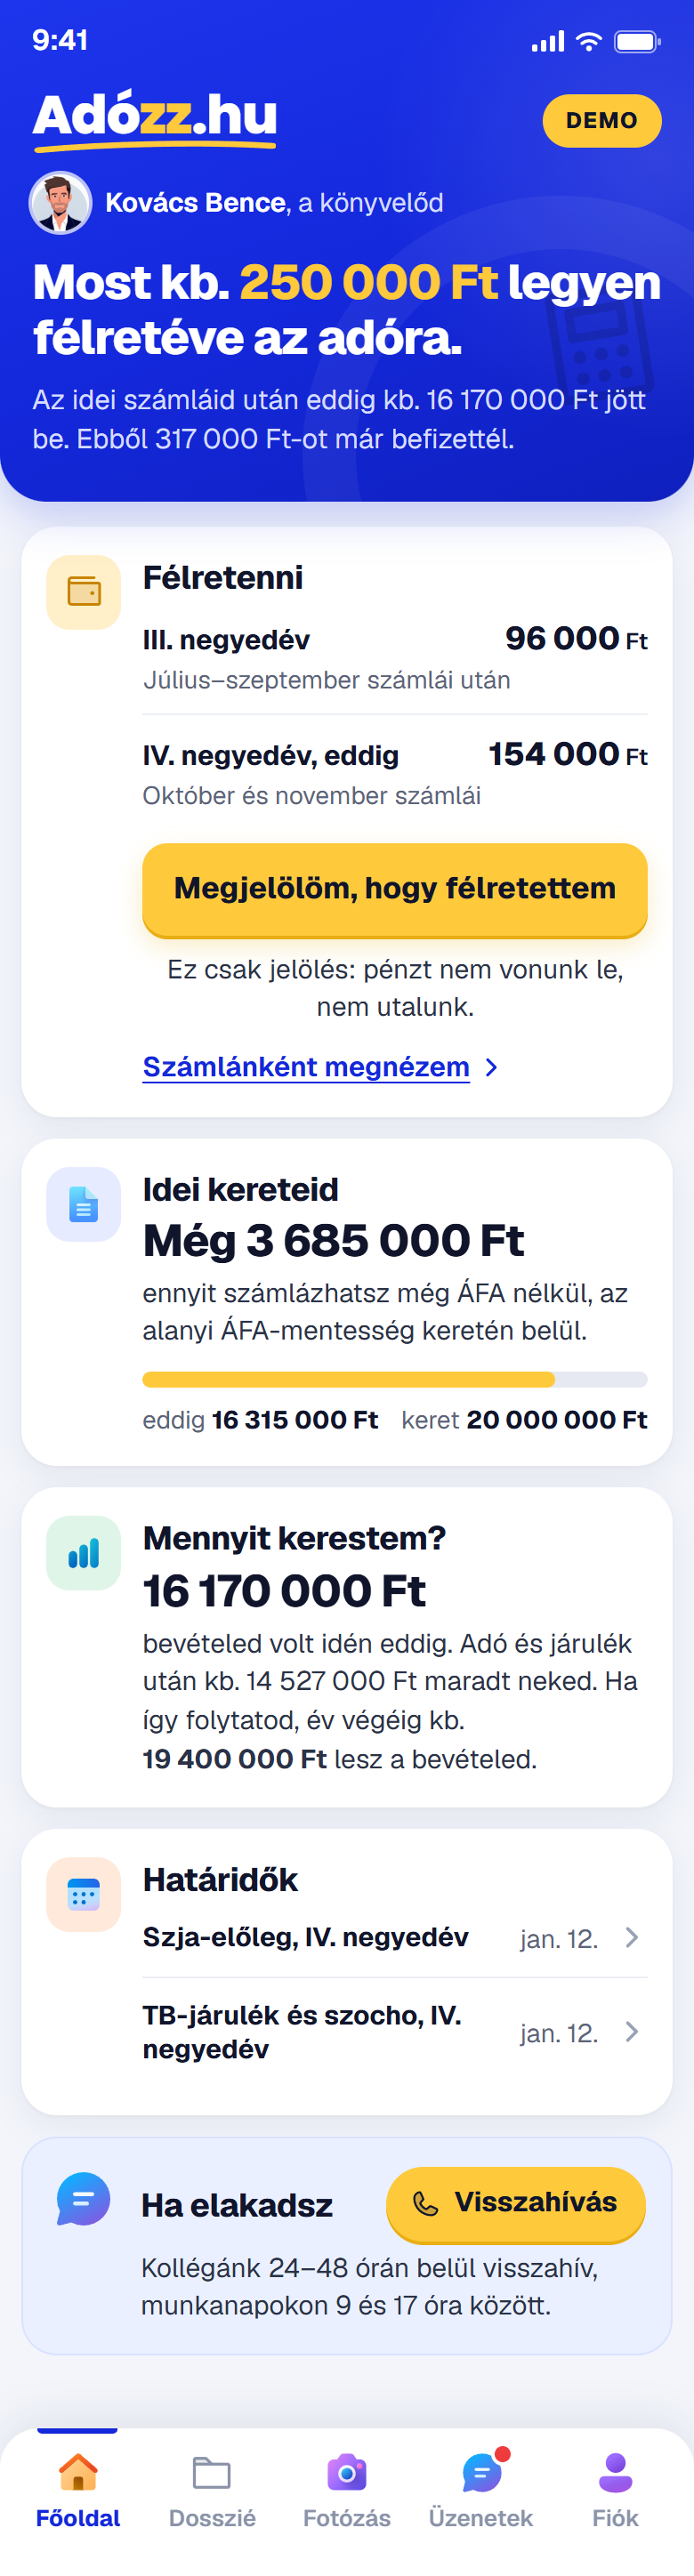 9:41
Adózz.hu
DEMO
Kovács Bence, a könyvelőd
Most kb. 250 000 Ft legyen
félretéve az adóra.
Az idei számláid után eddig kb. 16 170 000 Ft jött
be. Ebből 317 000 Ft-ot már befizettél.
Félretenni
III. negyedév 96 000 Ft
Július–szeptember számlái után
IV. negyedév, eddig 154 000 Ft
Október és november számlái
Megjelölöm, hogy félretettem
Ez csak jelölés: pénzt nem vonunk le,
nem utalunk.
Számlánként megnézem
Idei kereteid
Még 3 685 000 Ft
ennyit számlázhatsz még ÁFA nélkül, az
alanyi ÁFA-mentesség keretén belül.
eddig 16 315 000 Ft keret 20 000 000 Ft
Mennyit kerestem?
16 170 000 Ft
bevételed volt idén eddig. Adó és járulék
után kb. 14 527 000 Ft maradt neked. Ha
így folytatod, év végéig kb.
19 400 000 Ft lesz a bevételed.
Határidők
Szja-előleg, IV. negyedév jan. 12.
TB-járulék és szocho, IV.
negyedév
jan. 12.
Ha elakadsz
Visszahívás
Kollégánk 24–48 órán belül visszahív,
munkanapokon 9 és 17 óra között.
Főoldal Dosszié Fotózás Üzenetek Fiók